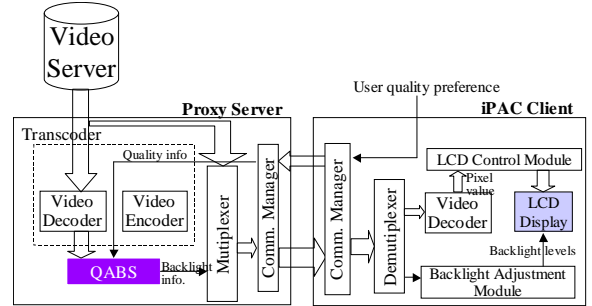 Video
Server
User quality preference
Proxy Server
iPAC Client
Transcoder
Quality info
LCD Control Module
Pixel
value
Video
Decoder
Video
Encoder
Mutiplexer
Comm. Manager
Comm. Manager
Demutiplexer
Video
Decoder
LCD
Display
QABS
Backlight
info.
Backlight levels
Backlight Adjustment
Module